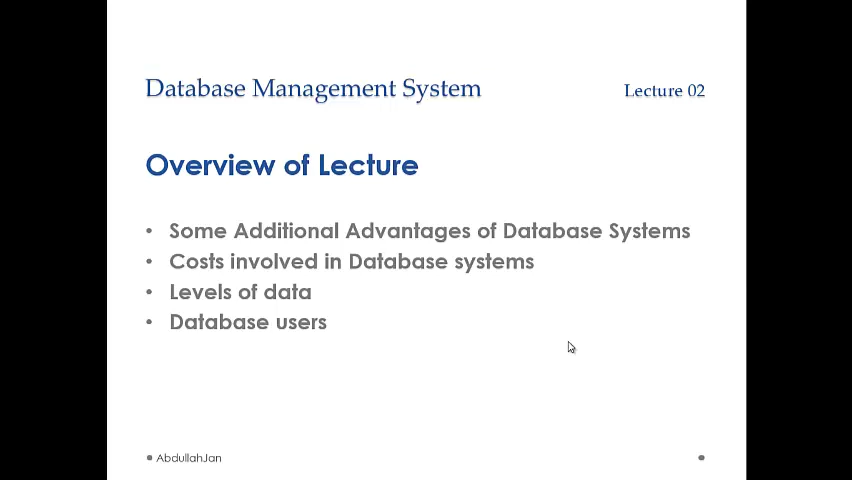 Database Management System Lecture 02
Overview of Lecture
• Some Additional Advantages of Database Systems
• Costs involved in Database systems
• Levels of data
• Database users
• AbdullahJan